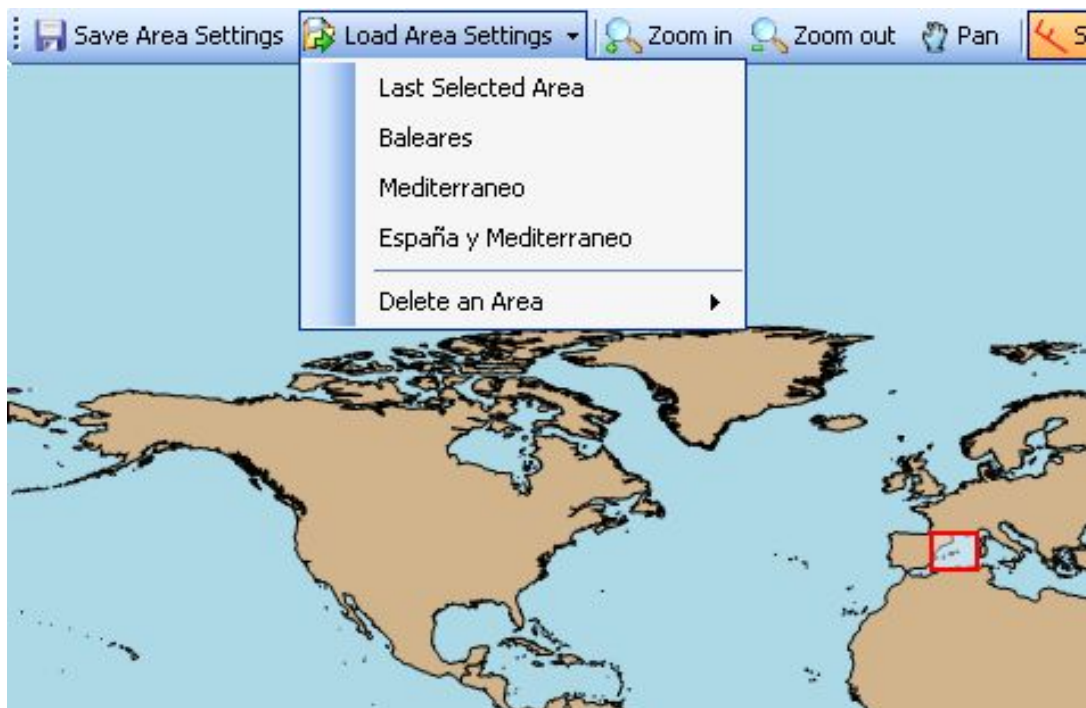 Save Area Settings Load Area Settings Zoom in Zoom out Pan S
Last Selected Area
Baleares
Mediterraneo
España y Mediterraneo
Delete an Area